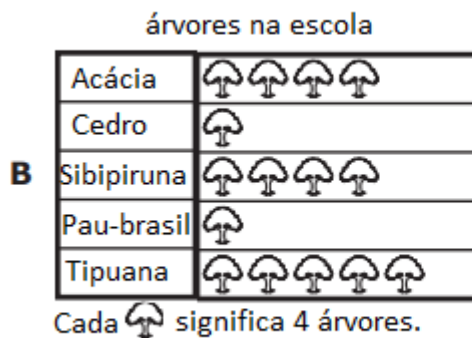 árvores na escola
Acácia
Cedro
B
Sibipiruna
Pau-brasil
Tipuana
Cada significa 4 árvores.